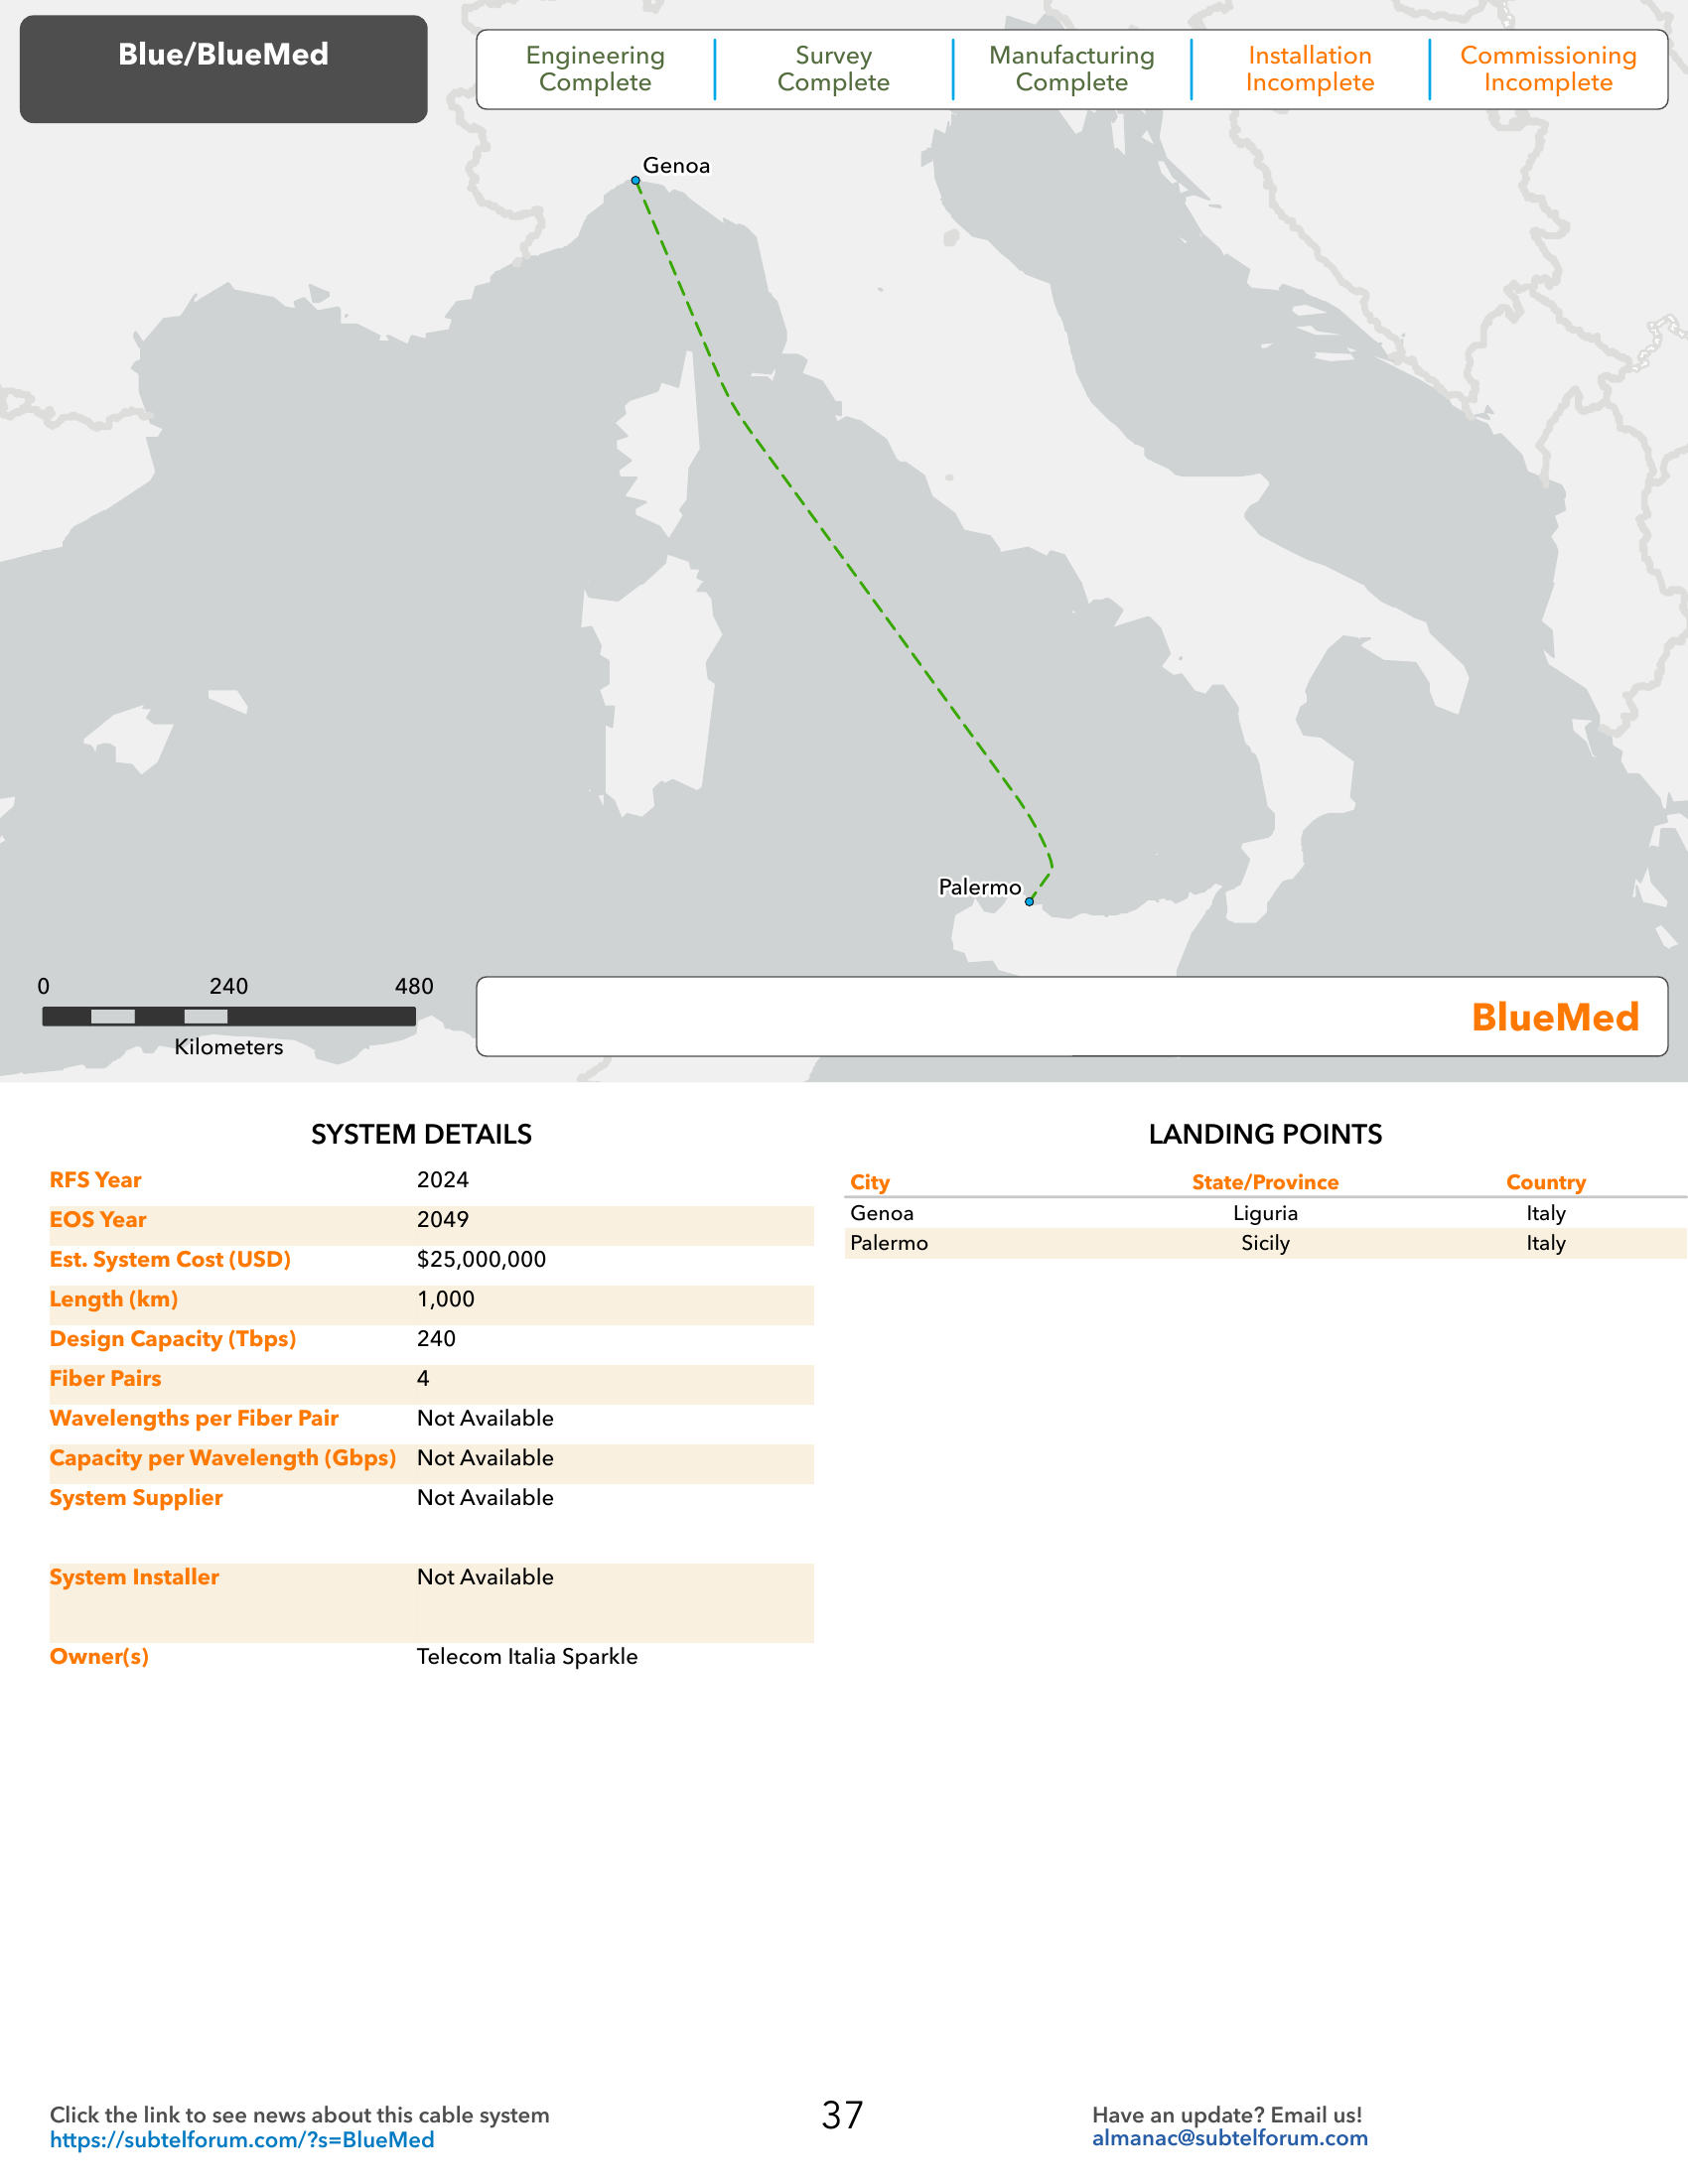 Blue/BlueMed
Engineering
Complete
Survey
Complete
Manufacturing
Complete
Installation
Incomplete
Commissioning
Incomplete
Genoa
Palermo
0 240 480
Kilometers
BlueMed
SYSTEM DETAILS
RFS Year 2024
EOS Year 2049
Est. System Cost (USD) $25,000,000
Length (km) 1,000
Design Capacity (Tbps) 240
Fiber Pairs 4
Wavelengths per Fiber Pair Not Available
Capacity per Wavelength (Gbps) Not Available
System Supplier Not Available
System Installer Not Available
Owner(s) Telecom Italia Sparkle
LANDING POINTS
City State/Province Country
Genoa Liguria Italy
Palermo Sicily Italy
Click the link to see news about this cable system
https://subtelforum.com/?s=BlueMed
37
Have an update? Email us!
almanac@subtelforum.com